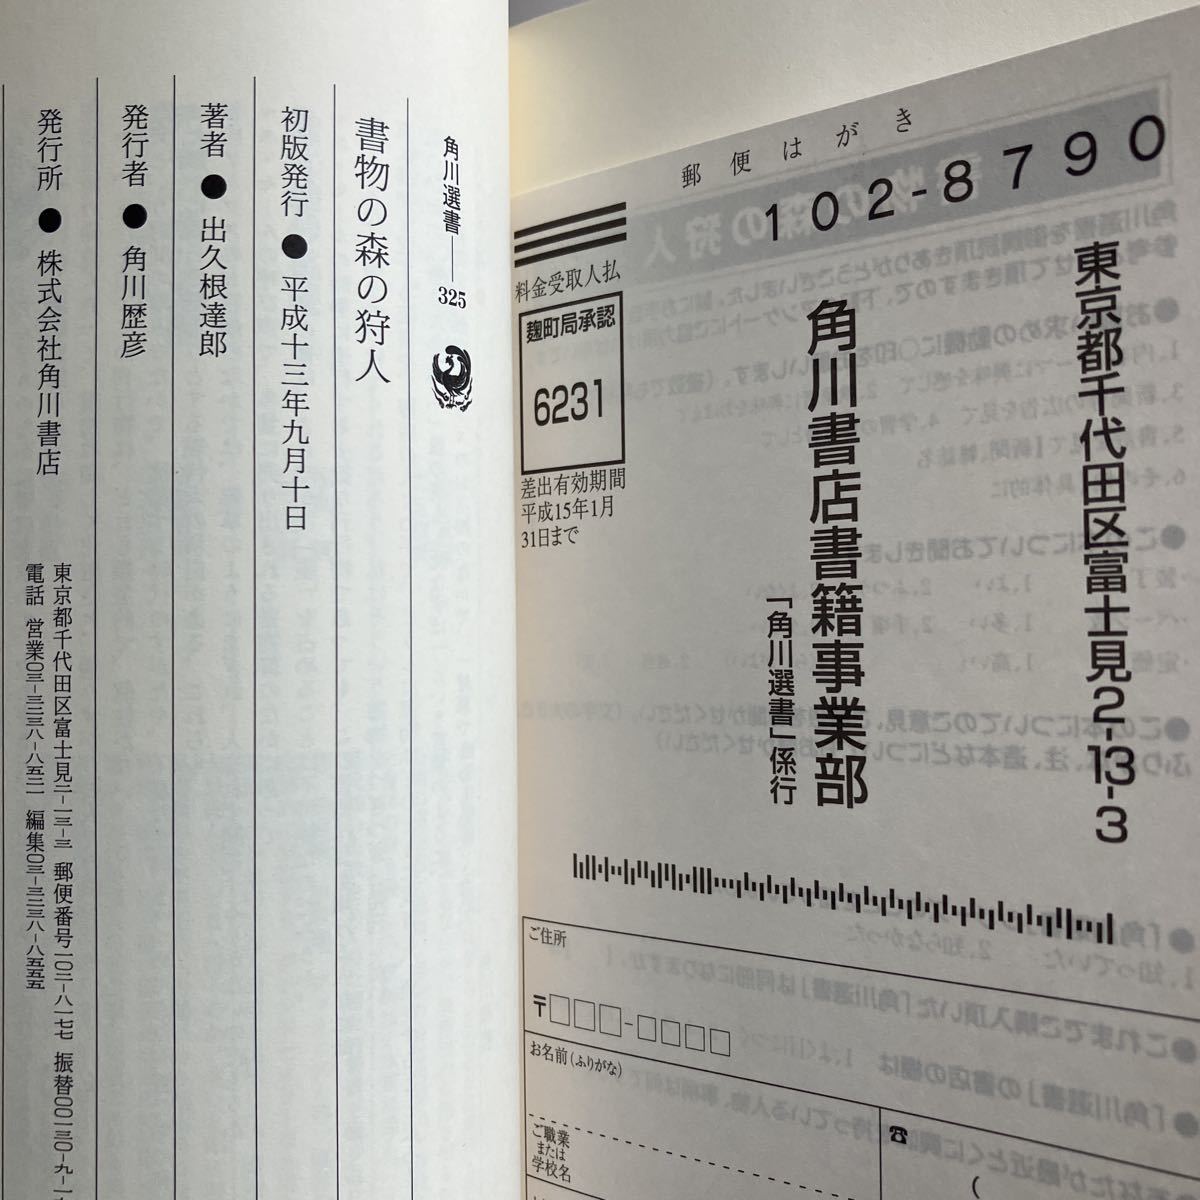 角川選書——325
書物の森の狩人
初版発行●平成十三年九月十日
著者●出久根達郎
発行者●角川歴彦
発行所●株式会社角川書店
東京都千代田区富士見二-一三-三 郵便番号一〇二-八一七七 振替〇〇一三〇-九-一
電話 営業〇三-三二三八-八五二一 編集〇三-三二三八-八五五五
郵便はがき
102-8790
料金受取人払
麹町局承認
6231
差出有効期間
平成15年1月
31日まで
東京都千代田区富士見2-13-3
角川書店書籍事業部
「角川選書」係行
ご住所
〒□□□-□□□□
お名前(ふりがな)
ご職業
または
学校名
☎
(